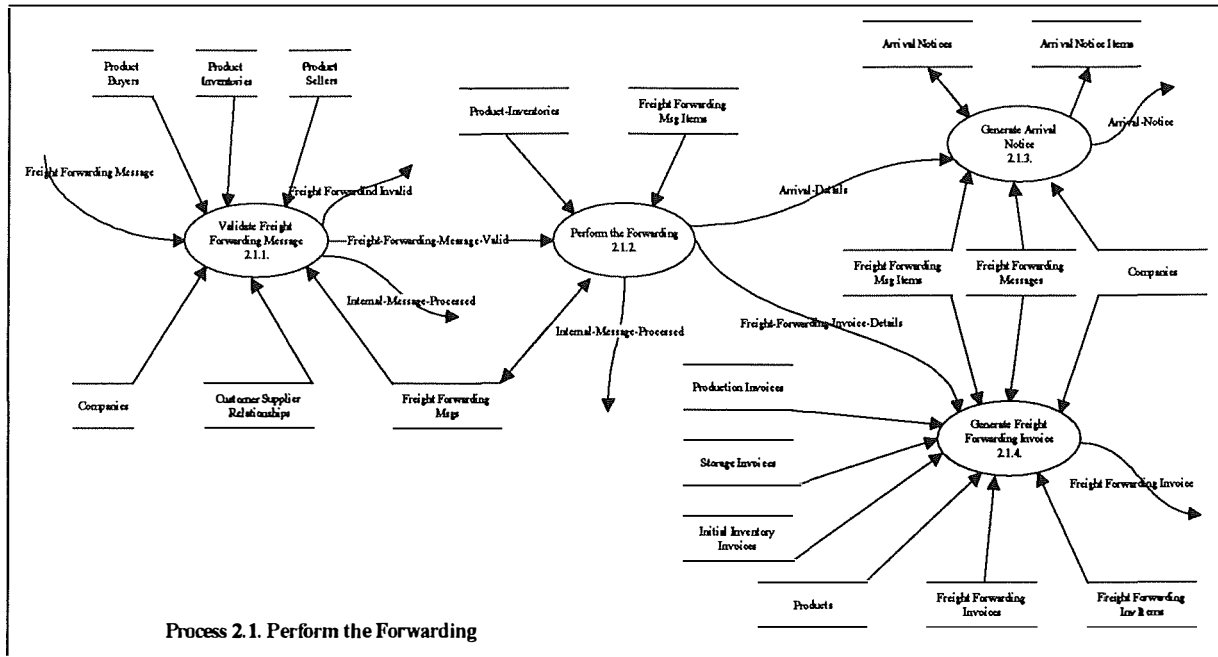 Product
Buyers
Product
Inventories
Product
Sellers
Freight Forwarding Message
Freight Forwardind Invalid
Validate Freight
Forwarding Message
2.1.1.
Freight-Forwarding-Message-Valid
Internal-Message-Processed
Companies
Customer Supplier
Relationships
Freight Forwarding
Msgs
Product-Inventories
Freight Forwarding
Msg Items
Perform the Forwarding
2.1.2.
Internal-Message-Processed
Arrival-Details
Freight-Forwarding-Invoice-Details
Arrival Notices
Arrival Notice Items
Generate Arrival
Notice
2.1.3.
Arrival-Notice
Freight Forwarding
Msg Items
Freight Forwarding
Messages
Companies
Production Invoices
Storage Invoices
Initial Inventory
Invoices
Generate Freight
Forwarding Invoice
2.1.4.
Freight Forwarding Invoice
Products
Freight Forwarding
Invoices
Freight Forwarding
Inv Items
Process 2.1. Perform the Forwarding